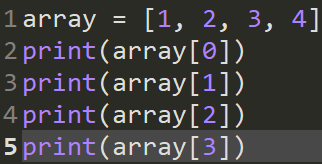 1 array = [1, 2, 3, 4]
2 print(array[0])
3 print(array[1])
4 print(array[2])
5 print(array[3])